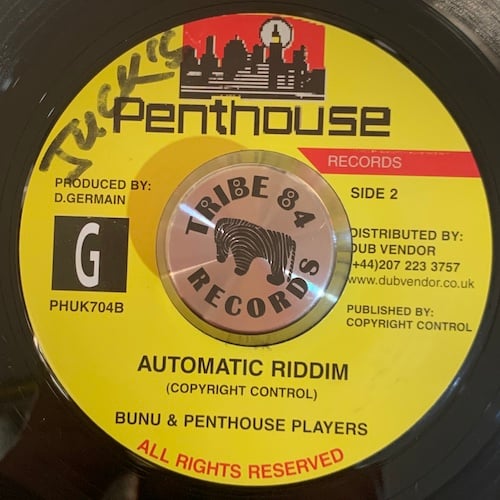 JUCK'S
Penthouse
RECORDS
PRODUCED BY:
D.GERMAIN
SIDE 2
TRIBE 84
RECORDS
G
DISTRIBUTED BY:
DUB VENDOR
(+44)207 223 3757
www.dubvendor.co.uk
PHUK704B
PUBLISHED BY:
COPYRIGHT CONTROL
AUTOMATIC RIDDIM
(COPYRIGHT CONTROL)
BUNU & PENTHOUSE PLAYERS
ALL RIGHTS RESERVED